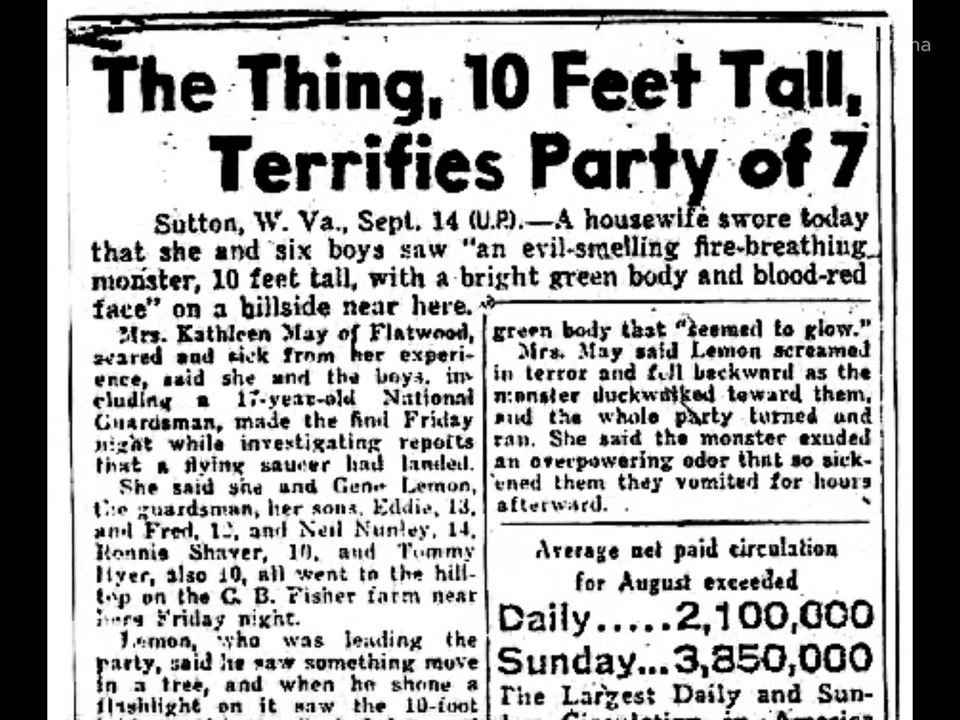 The Thing, 10 Feet Tall,
Terrifies Party of 7
Sutton, W. Va., Sept. 14 (U.P.).—A housewife swore today
that she and six boys saw "an evil-smelling fire-breathing
monster, 10 feet tall, with a bright green body and blood-red
face" on a hillside near here.
Mrs. Kathleen May of Flatwood,
scared and sick from her experi-
ence, said she and the boys, in-
cluding a 17-year-old National
Guardsman, made the find Friday
night while investigating reports
that a flying saucer had landed.
She said she and Gene Lemon,
the guardsman, her sons, Eddie, 13,
and Fred, and Neil Nunley, 14,
Ronnie Shaver, 10, and Tommy
Hyer, also 10, all went to the hill-
top on the G. B. Fisher farm near
here Friday night.
Lemon, who was leading the
party, said he saw something move
in a tree, and when he shone a
flashlight on it saw the 10-foot
green body that "seemed to glow."
Mrs. May said Lemon screamed
in terror and fell backward as the
monster duckwalked toward them,
and the whole party turned and
ran. She said the monster exuded
an overpowering odor that so sick-
ened them they vomited for hours
afterward.
Average net paid circulation
for August exceeded
Daily.....2,100,000
Sunday...3,850,000
The Largest Daily and Sun-
Circulation in America